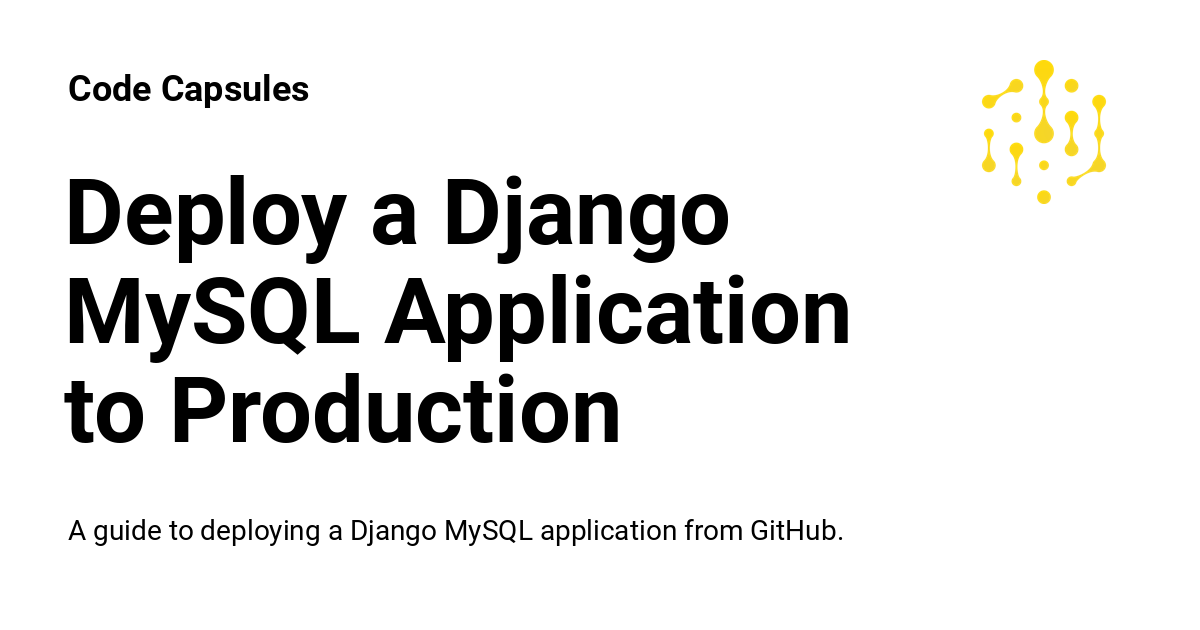 Code Capsules
Deploy a Django
MySQL Application
to Production
A guide to deploying a Django MySQL application from GitHub.